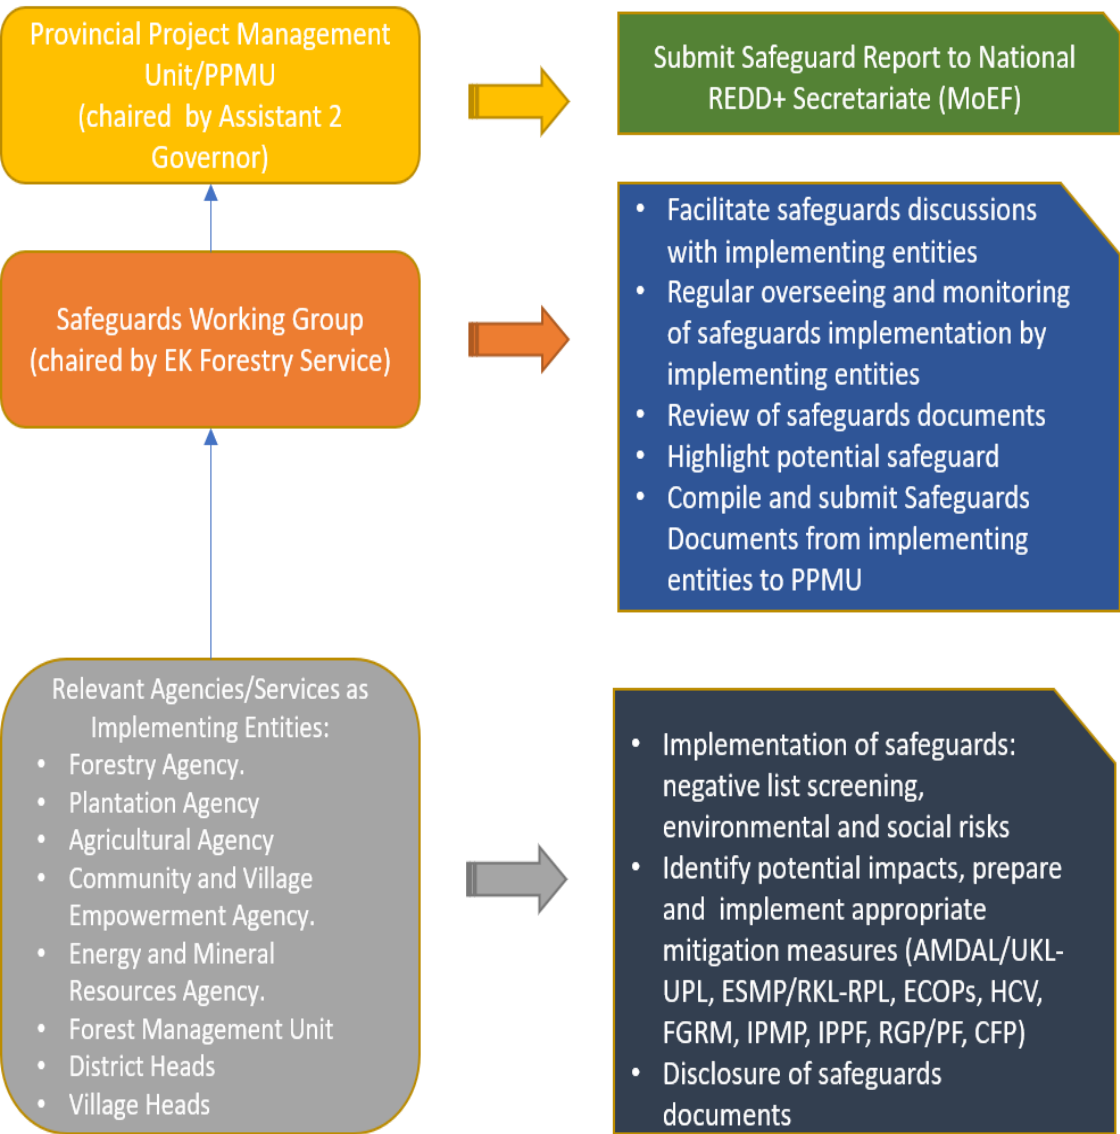 Provincial Project Management
Unit/PPMU
(chaired by Assistant 2
Governor)
Submit Safeguard Report to National
REDD+ Secretariate (MoEF)
Safeguards Working Group
(chaired by EK Forestry Service)
• Facilitate safeguards discussions
with implementing entities
• Regular overseeing and monitoring
of safeguards implementation by
implementing entities
• Review of safeguards documents
• Highlight potential safeguard
• Compile and submit Safeguards
Documents from implementing
entities to PPMU
Relevant Agencies/Services as
Implementing Entities:
• Forestry Agency.
• Plantation Agency
• Agricultural Agency
• Community and Village
Empowerment Agency.
• Energy and Mineral
Resources Agency.
• Forest Management Unit
• District Heads
• Village Heads
• Implementation of safeguards:
negative list screening,
environmental and social risks
• Identify potential impacts, prepare
and implement appropriate
mitigation measures (AMDAL/UKL-
UPL, ESMP/RKL-RPL, ECOPs, HCV,
FGRM, IPMP, IPPF, RGP/PF, CFP)
• Disclosure of safeguards
documents